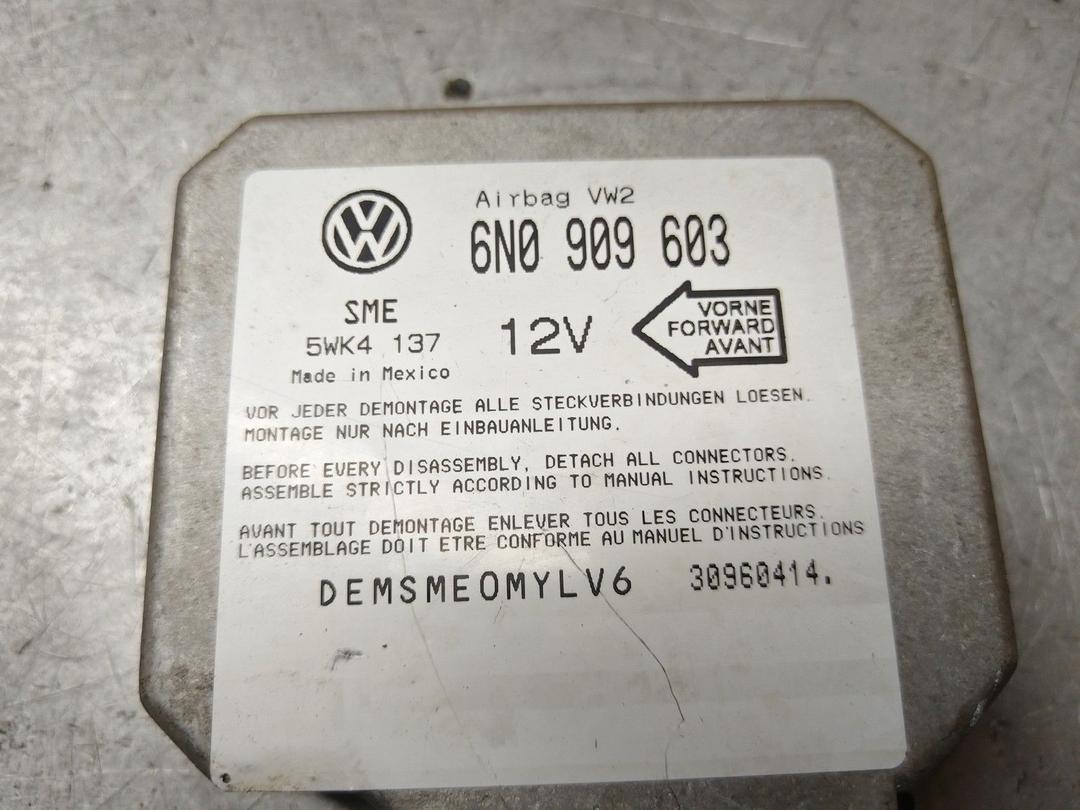 Airbag VW2
6N0 909 603
SME
5WK4 137
Made in Mexico
12V
VORNE
FORWARD
AVANT
VOR JEDER DEMONTAGE ALLE STECKVERBINDUNGEN LOESEN.
MONTAGE NUR NACH EINBAUANLEITUNG.
BEFORE EVERY DISASSEMBLY, DETACH ALL CONNECTORS.
ASSEMBLE STRICTLY ACCORDING TO MANUAL INSTRUCTIONS.
AVANT TOUT DEMONTAGE ENLEVER TOUS LES CONNECTEURS.
L'ASSEMBLAGE DOIT ETRE CONFORME AU MANUEL D'INSTRUCTIONS
DEMSMEOMYLV6 30960414.